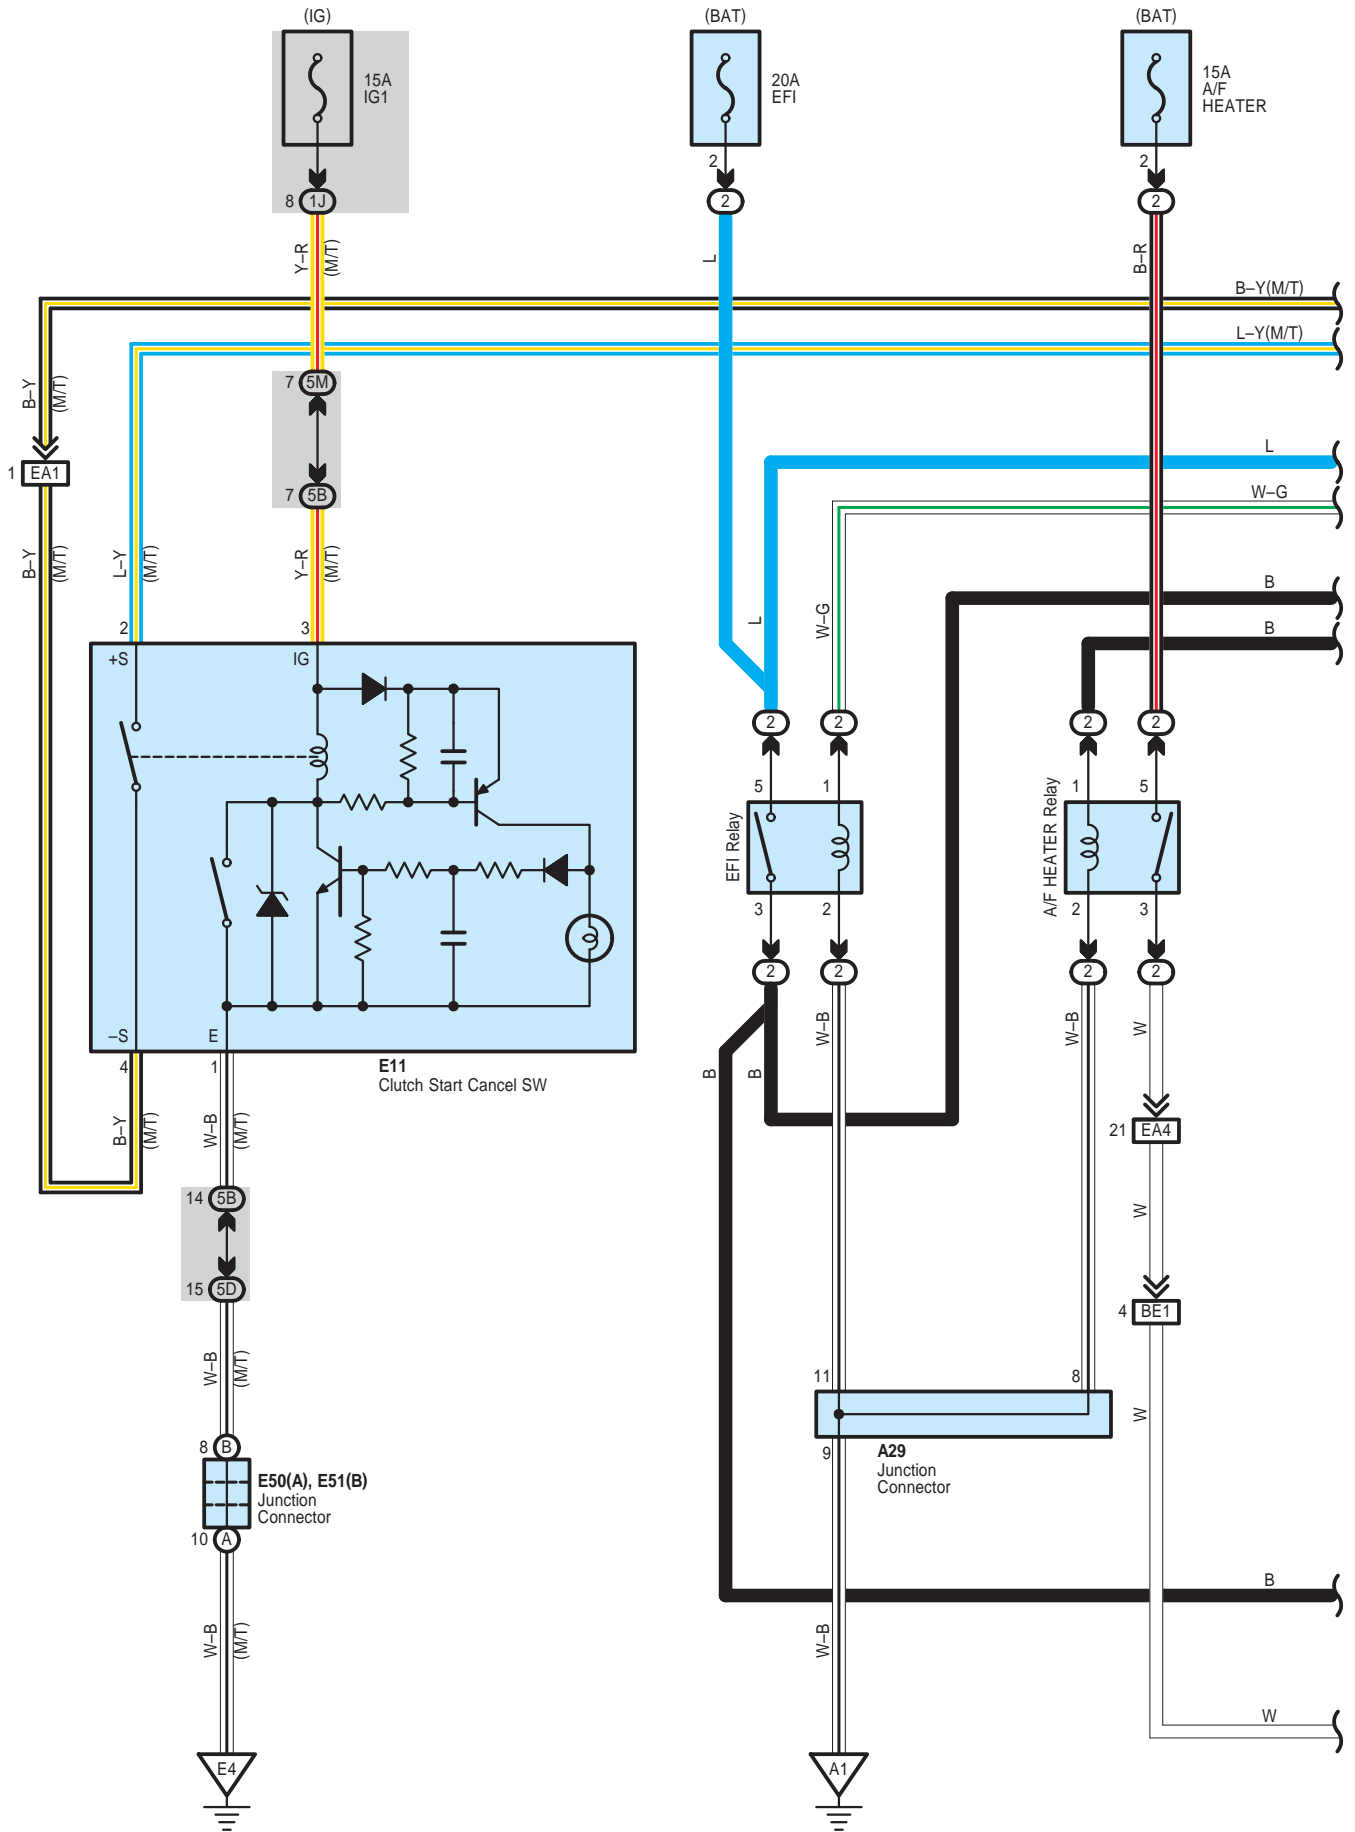 (IG)
(BAT)
(BAT)
15A
IG1
20A
EFI
15A
A/F
HEATER
2
2
8
1J
2
2
Y–R
(M/T)
L
B–R
B–Y(M/T)
L–Y(M/T)
7
5M
B–Y
(M/T)
L
1
EA1
7
5B
W–G
B–Y
(M/T)
L–Y
(M/T)
Y–R
(M/T)
B
L
W–G
B
2
3
+S
IG
2
2
2
2
5
1
1
5
EFI Relay
A/F HEATER Relay
3
2
2
3
2
2
2
2
–S
E
W–B
W–B
W
4
1
E11
Clutch Start Cancel SW
B
B
B–Y
(M/T)
W–B
(M/T)
21
EA4
14
5B
W
15
5D
4
BE1
W–B
(M/T)
11
8
W
8
B
9
A29
Junction
Connector
E50(A), E51(B)
Junction
Connector
10
A
B
W–B
(M/T)
W–B
W
E4
A1